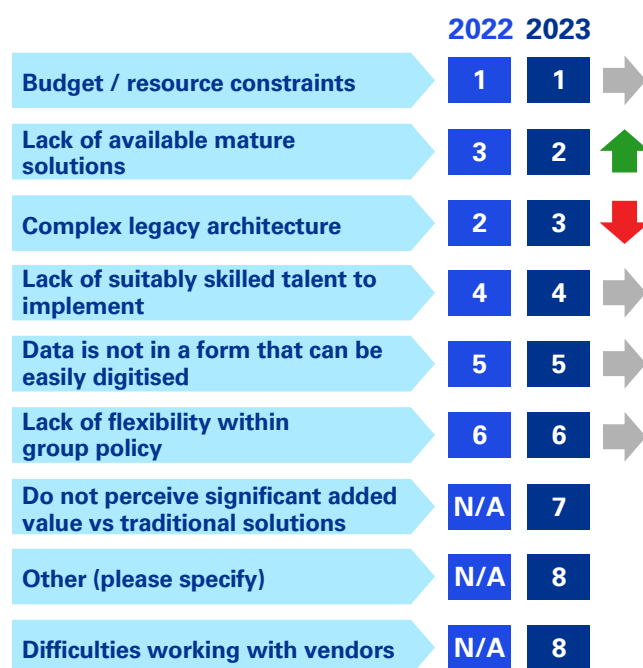 2022 2023
Budget / resource constraints 1 1
Lack of available mature
solutions 3 2
Complex legacy architecture 2 3
Lack of suitably skilled talent to
implement 4 4
Data is not in a form that can be
easily digitised 5 5
Lack of flexibility within
group policy 6 6
Do not perceive significant added
value vs traditional solutions N/A 7
Other (please specify) N/A 8
Difficulties working with vendors N/A 8